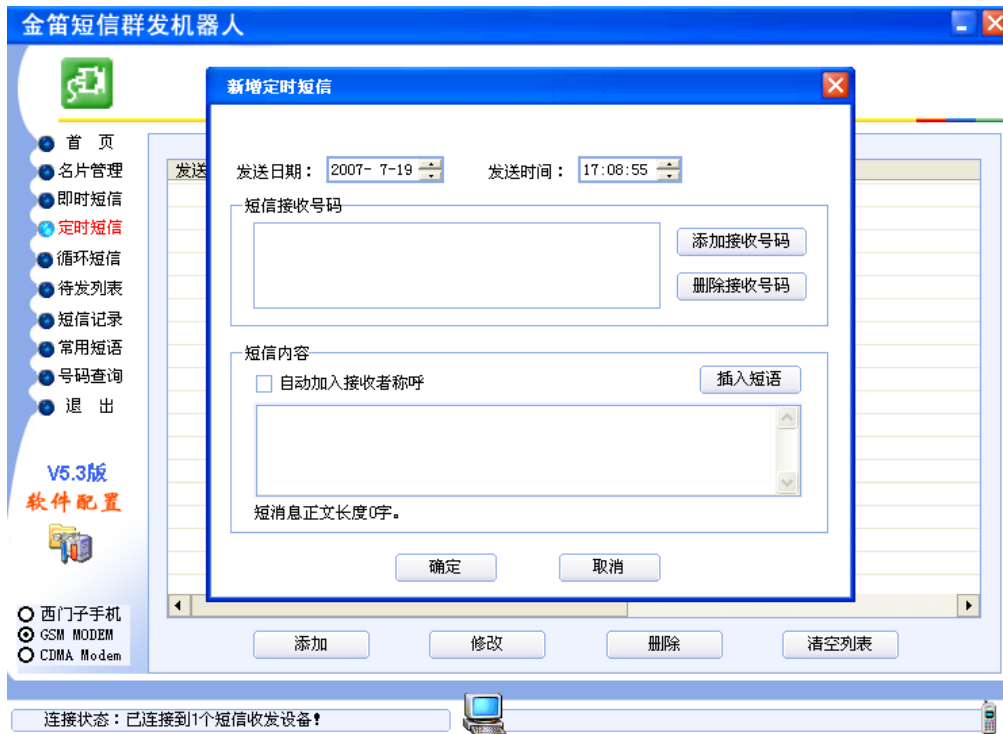 金笛短信群发机器人
新增定时短信
首 页
名片管理
即时短信
定时短信
循环短信
待发列表
短信记录
常用短语
号码查询
退 出
V5.3版
软件配置
西门子手机
GSM MODEM
CDMA Modem
发送
发送日期： 2007- 7-19 发送时间： 17:08:55
短信接收号码
添加接收号码
删除接收号码
短信内容
自动加入接收者称呼
插入短语
短消息正文长度0字。
确定 取消
添加 修改 删除 清空列表
连接状态：已连接到1个短信收发设备!